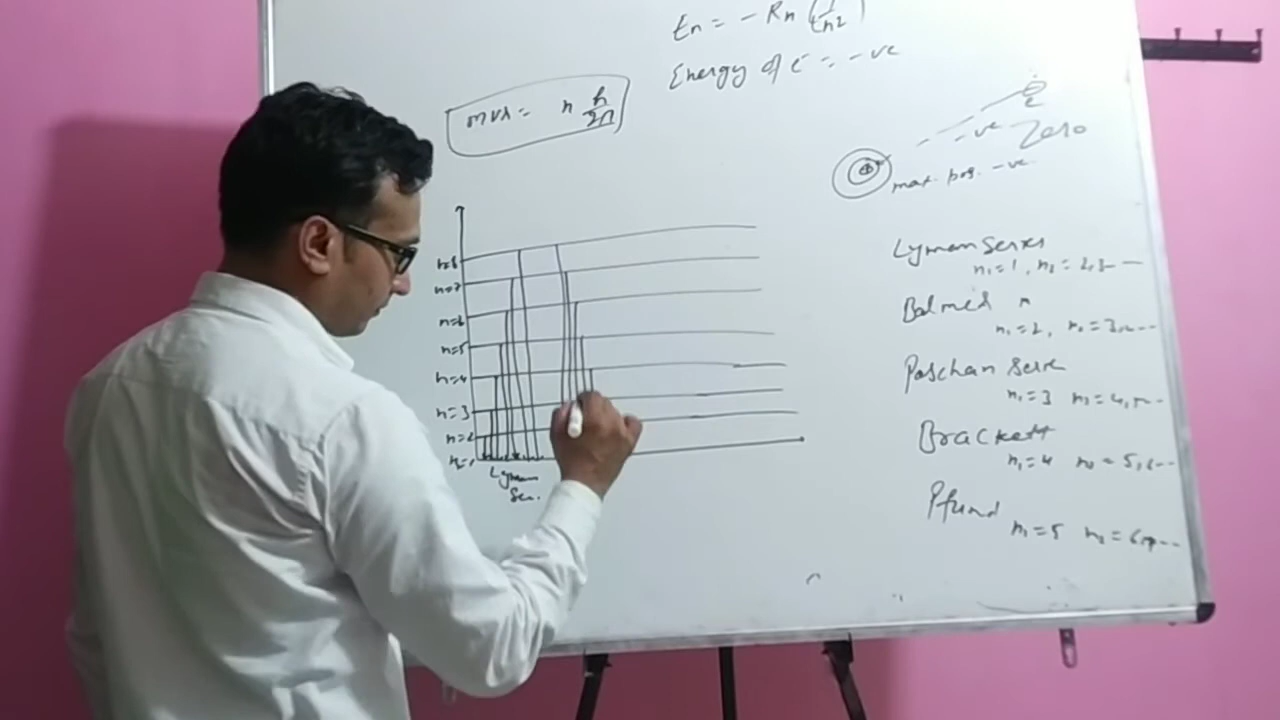 En = - RH (1/n2)
Energy of e- = -ve
mvr = n h/2π
e-
-ve Zero
max. pos. -ve
n=8
n=7
n=6
n=5
n=4
n=3
n=2
n=1
Lyman
Ser.
Lyman Series
n1=1, n2=2,3---
Balmer "
n1=2, n2=3,4---
Paschan Serie
n1=3 n2=4,5---
Brackett
n1=4 n2=5,6---
Pfund
n1=5 n2=6,7---